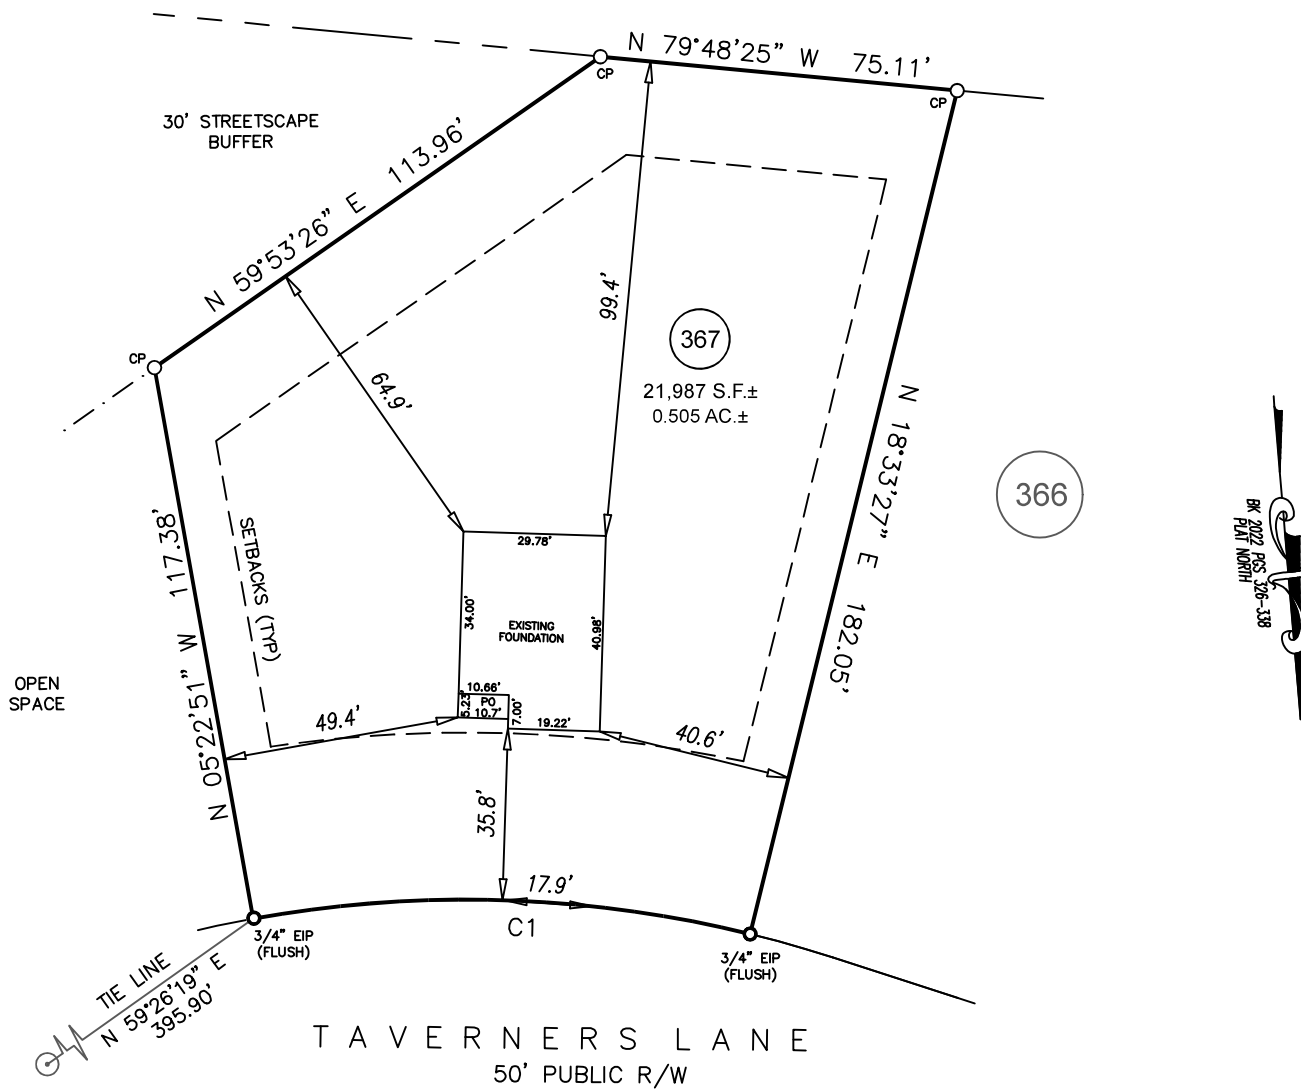 N 79°48'25" W 75.11'
CP
CP
30' STREETSCAPE
BUFFER
N 59°53'26" E 113.96'
CP
99.4'
367
21,987 S.F.±
0.505 AC.±
64.9'
N 18°33'27" E 182.05'
366
BK 2022 PGS 326-338
PLAT NORTH
N 05°22'51" W 117.38'
SETBACKS (TYP)
29.78'
34.00'
EXISTING
FOUNDATION
40.98'
OPEN
SPACE
10.66'
5.23'
PO
10.7'
7.00'
19.22'
49.4'
40.6'
35.8'
17.9'
C1
3/4" EIP
(FLUSH)
3/4" EIP
(FLUSH)
TIE LINE
N 59°26'19" E
395.90'
TAVERNERS LANE
50' PUBLIC R/W